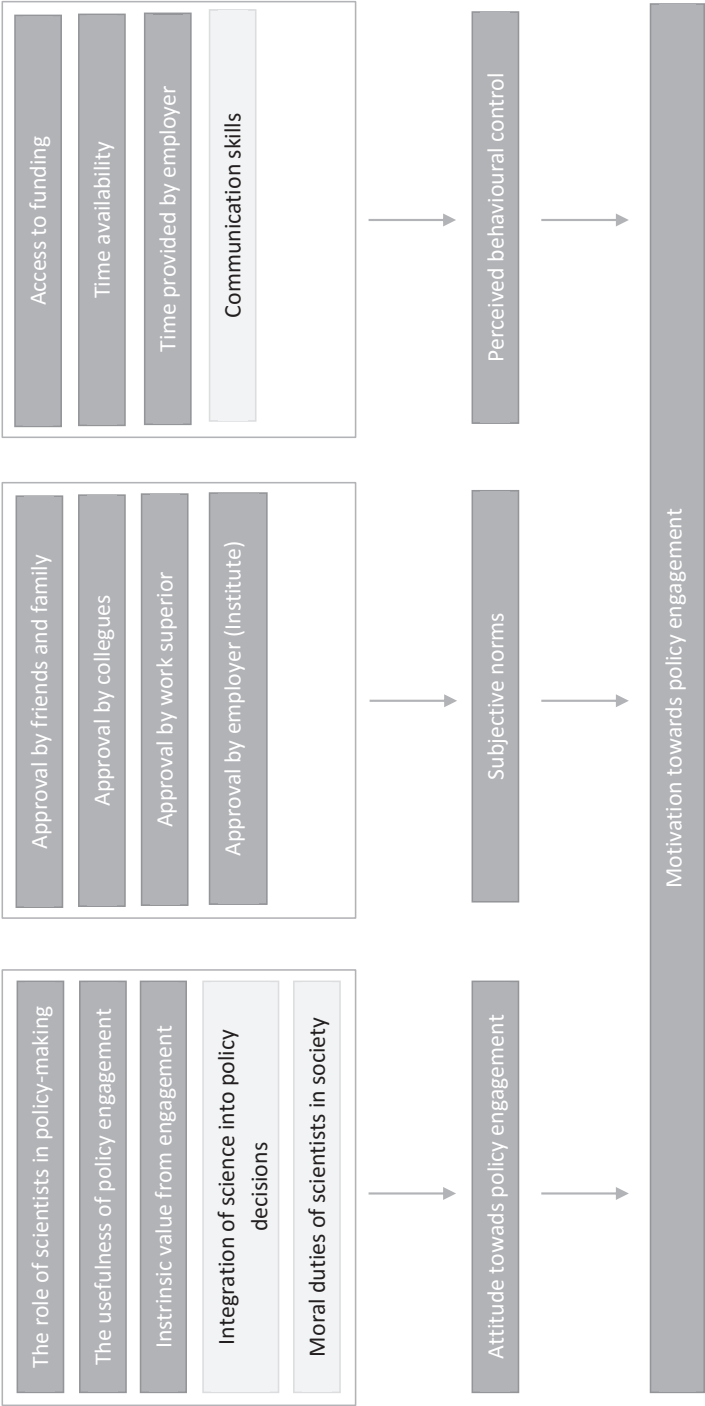 The role of scientists in policy-making
The usefulness of policy engagement
Instrinsic value from engagement
Integration of science into policy
decisions
Moral duties of scientists in society
Approval by friends and family
Approval by collegues
Approval by work superior
Approval by employer (Institute)
Access to funding
Time availability
Time provided by employer
Communication skills
Attitude towads policy engagement
Subjective norms
Perceived behavioural control
Motivation towards policy engagement